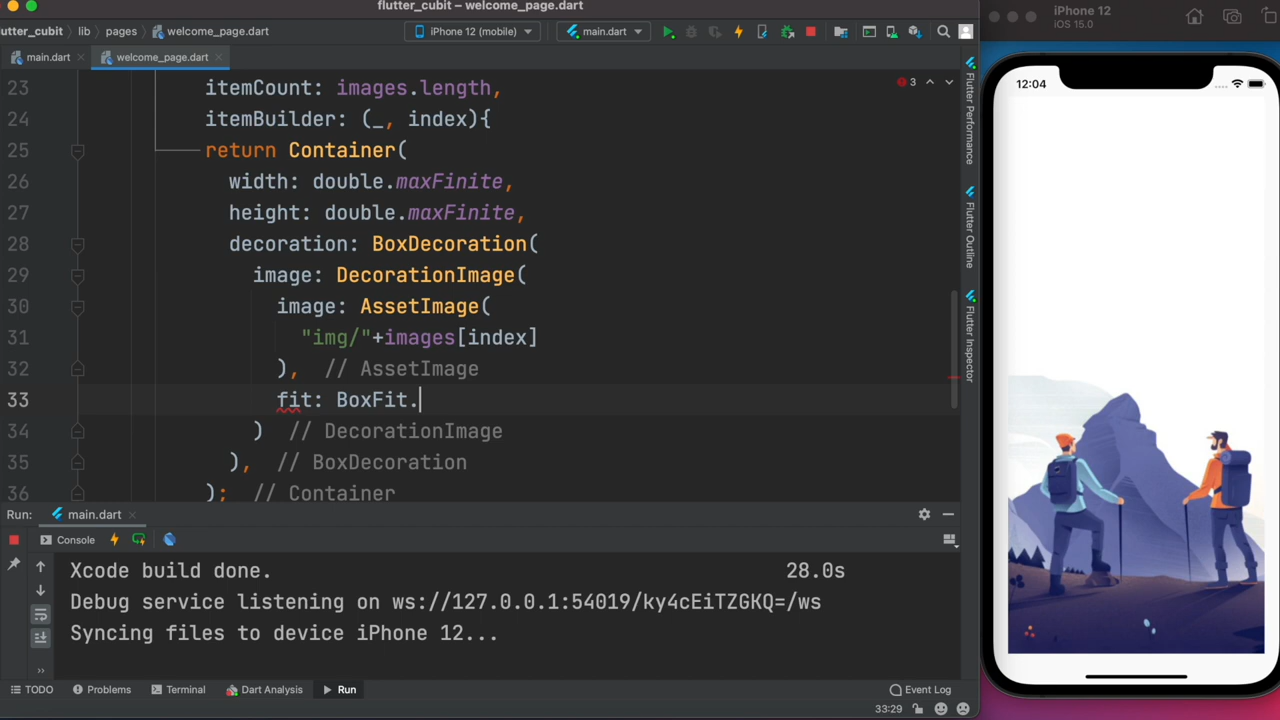 flutter_cubit – welcome_page.dart
utter_cubit
lib
pages
welcome_page.dart
iPhone 12 (mobile)
main.dart
main.dart
welcome_page.dart
3
23 itemCount: images.length,
24 itemBuilder: (_, index){
25 return Container(
26 width: double.maxFinite,
27 height: double.maxFinite,
28 decoration: BoxDecoration(
29 image: DecorationImage(
30 image: AssetImage(
31 "img/"+images[index]
32 ), // AssetImage
33 fit: BoxFit.
34 ) // DecorationImage
35 ), // BoxDecoration
36 ); // Container
Flutter Performance
Flutter Outline
Flutter Inspector
Run: main.dart
Console
Xcode build done. 28.0s
Debug service listening on ws://127.0.0.1:54019/ky4cEiTZGKQ=/ws
Syncing files to device iPhone 12...
TODO
Problems
Terminal
Dart Analysis
Run
Event Log
33:29
iPhone 12
iOS 15.0
12:04